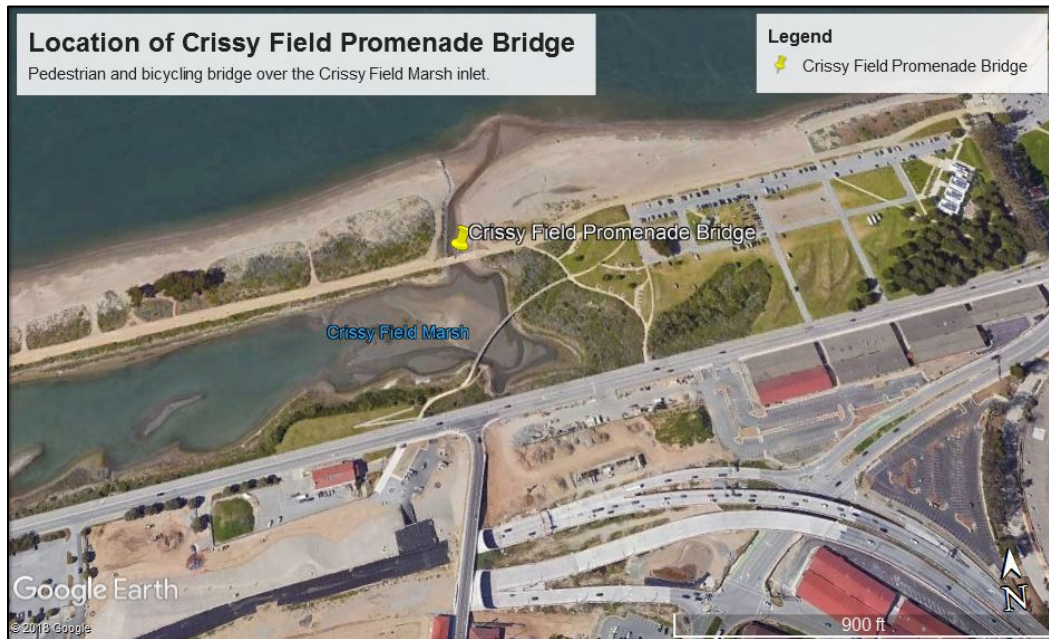 Location of Crissy Field Promenade Bridge
Pedestrian and bicycling bridge over the Crissy Field Marsh inlet.
Legend
Crissy Field Promenade Bridge
Crissy Field Promenade Bridge
Crissy Field Marsh
Google Earth
© 2018 Google
900 ft
N